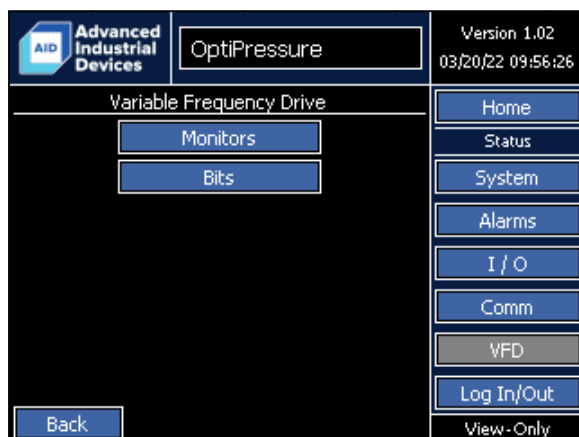 AID
Advanced
Industrial
Devices
OptiPressure
Version 1.02
03/20/22 09:56:26
Variable Frequency Drive
Monitors
Bits
Home
Status
System
Alarms
I / O
Comm
VFD
Log In/Out
Back
View-Only